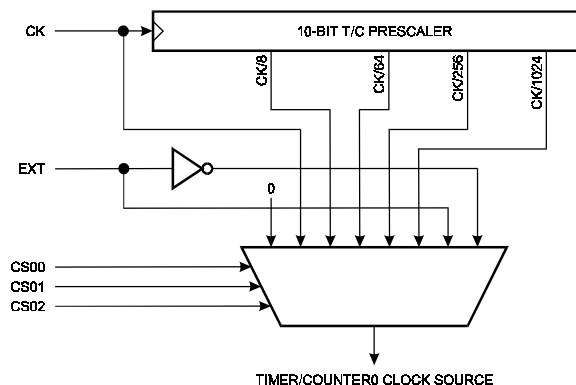 CK
10-BIT T/C PRESCALER
CK/8
CK/64
CK/256
CK/1024
EXT
0
CS00
CS01
CS02
TIMER/COUNTER0 CLOCK SOURCE